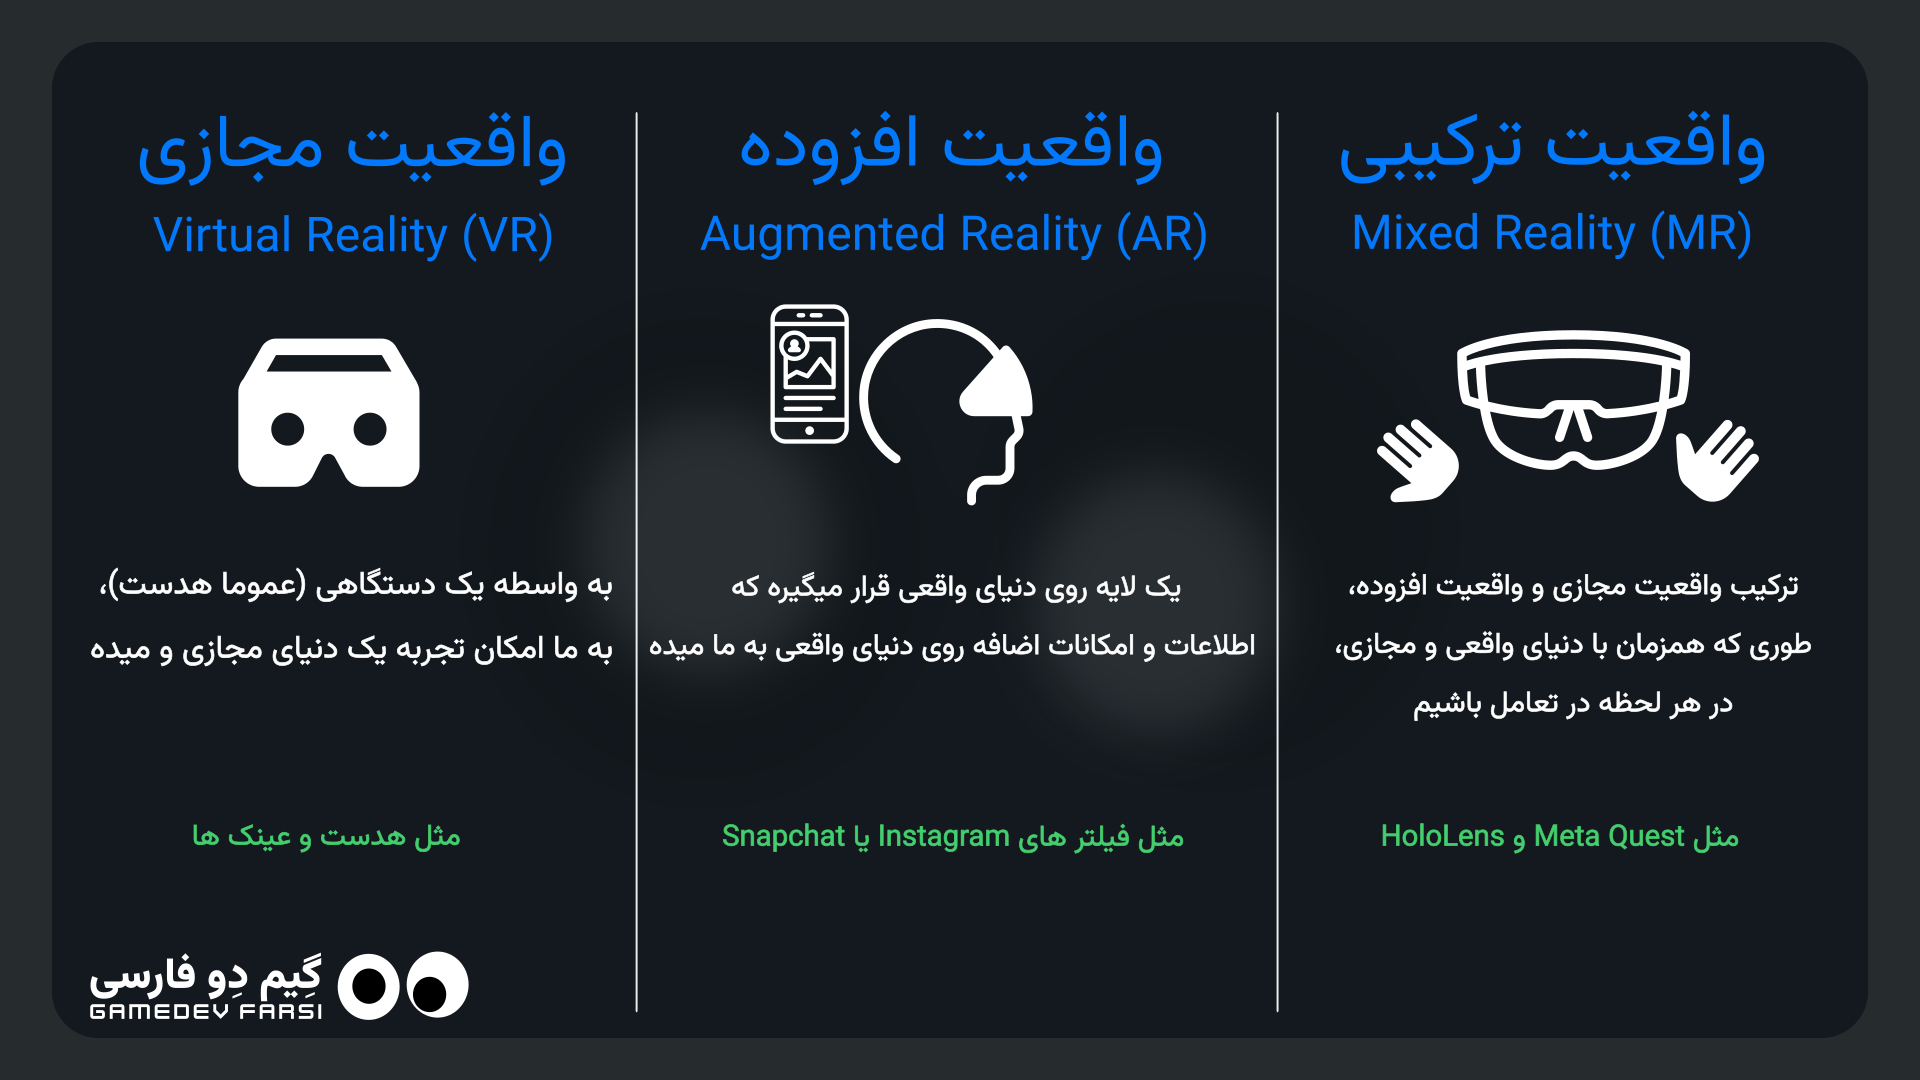 واقعیت ترکیبی
Mixed Reality (MR)
ترکیب واقعیت مجازی و واقعیت افزوده،
طوری که همزمان با دنیای واقعی و مجازی،
در هر لحظه در تعامل باشیم
مثل Meta Quest و HoloLens
واقعیت افزوده
Augmented Reality (AR)
یک لایه روی دنیای واقعی قرار میگیره که
اطلاعات و امکانات اضافه روی دنیای واقعی به ما میده
مثل فیلتر های Instagram یا Snapchat
واقعیت مجازی
Virtual Reality (VR)
به واسطه یک دستگاهی (عموما هدست)،
به ما امکان تجربه یک دنیای مجازی و میده
مثل هدست و عینک ها
گِیم دِو فارسی
GAMEDEV FARSI